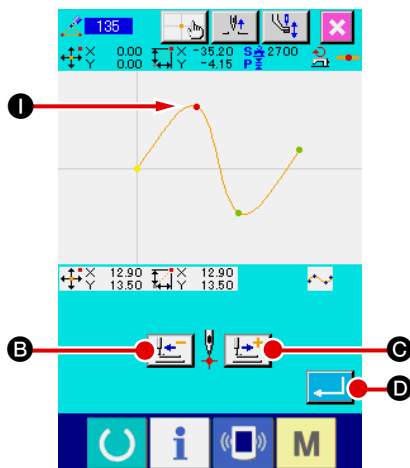 135
X 0.00 X -35.20 S 2700
Y 0.00 Y -4.15 P
I
X 12.90 X 12.90
Y 13.50 Y 13.50
B
C
D
i M